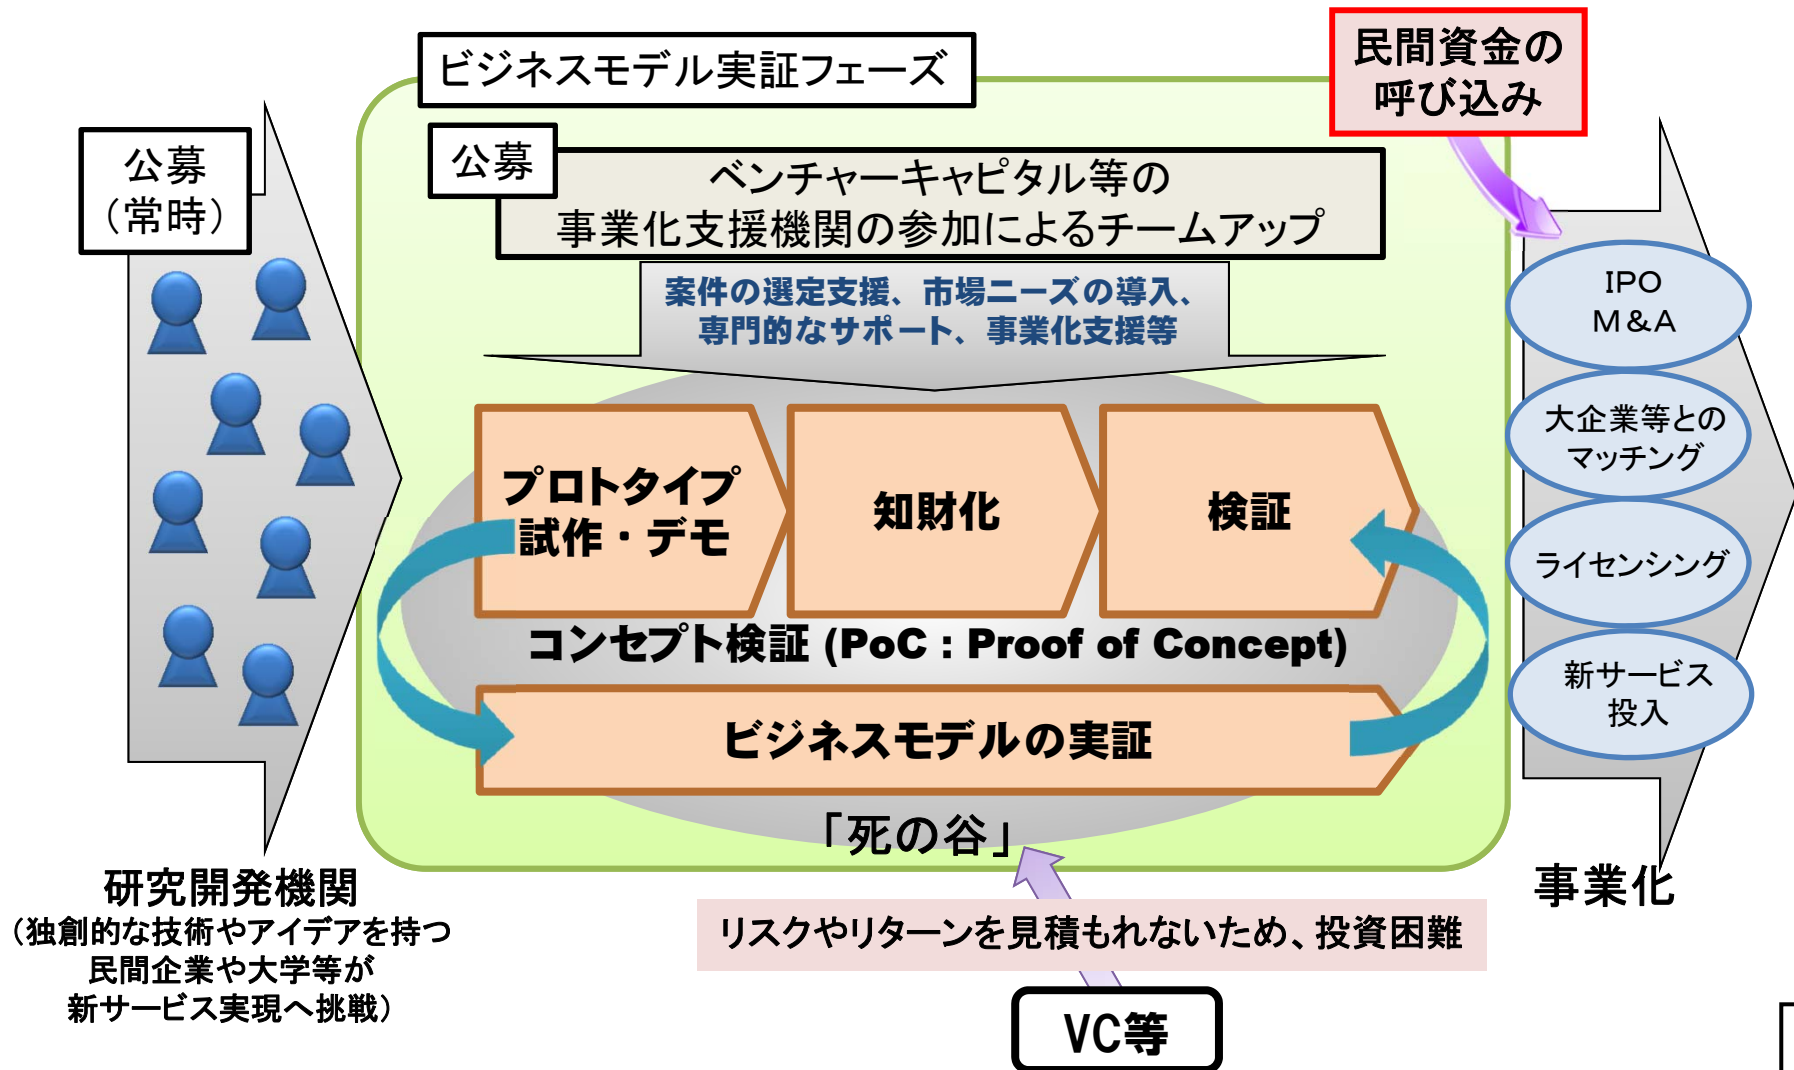 ビジネスモデル実証フェーズ
民間資金の
呼び込み
公募
（常時）
公募
ベンチャーキャピタル等の
事業化支援機関の参加によるチームアップ
案件の選定支援、市場ニーズの導入、
専門的なサポート、事業化支援等
プロトタイプ
試作・デモ
知財化
検証
コンセプト検証 (PoC : Proof of Concept)
ビジネスモデルの実証
「死の谷」
IPO
M&A
大企業等との
マッチング
ライセンシング
新サービス
投入
研究開発機関
（独創的な技術やアイデアを持つ
民間企業や大学等が
新サービス実現へ挑戦）
事業化
リスクやリターンを見積もれないため、投資困難
VC等